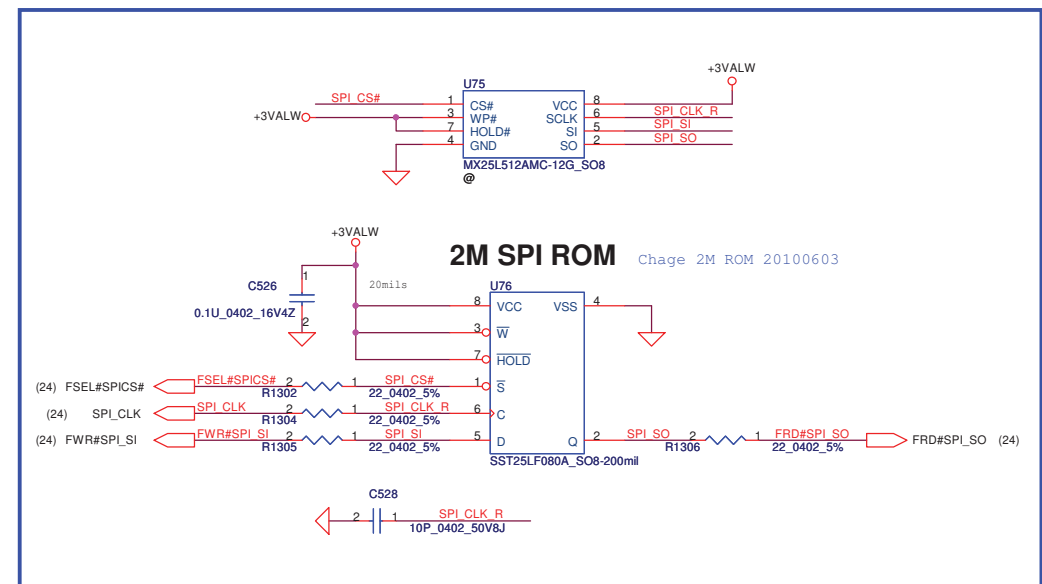 +3VALW
U75
SPI_CS# 1 CS# VCC 8
+3VALW 3 WP# SCLK 6 SPI_CLK_R
7 HOLD# SI 5 SPI_SI
4 GND SO 2 SPI_SO
MX25L512AMC-12G_SO8
@
+3VALW
2M SPI ROM Chage 2M ROM 20100603
C526 1 20mils U76
0.1U_0402_16V4Z 2 8 VCC VSS 4
3 W
7 HOLD
(24) FSEL#SPICS# FSEL#SPICS# 2 1 SPI_CS# 1 S
R1302 22_0402_5%
(24) SPI_CLK SPI_CLK 2 1 SPI_CLK_R 6 C
R1304 22_0402_5%
(24) FWR#SPI_SI FWR#SPI_SI 2 1 SPI_SI 5 D Q 2 SPI_SO 2 1 FRD#SPI_SO FRD#SPI_SO (24)
R1305 22_0402_5% R1306 22_0402_5%
SST25LF080A_SO8-200mil
C528
2 1 SPI_CLK_R
10P_0402_50V8J